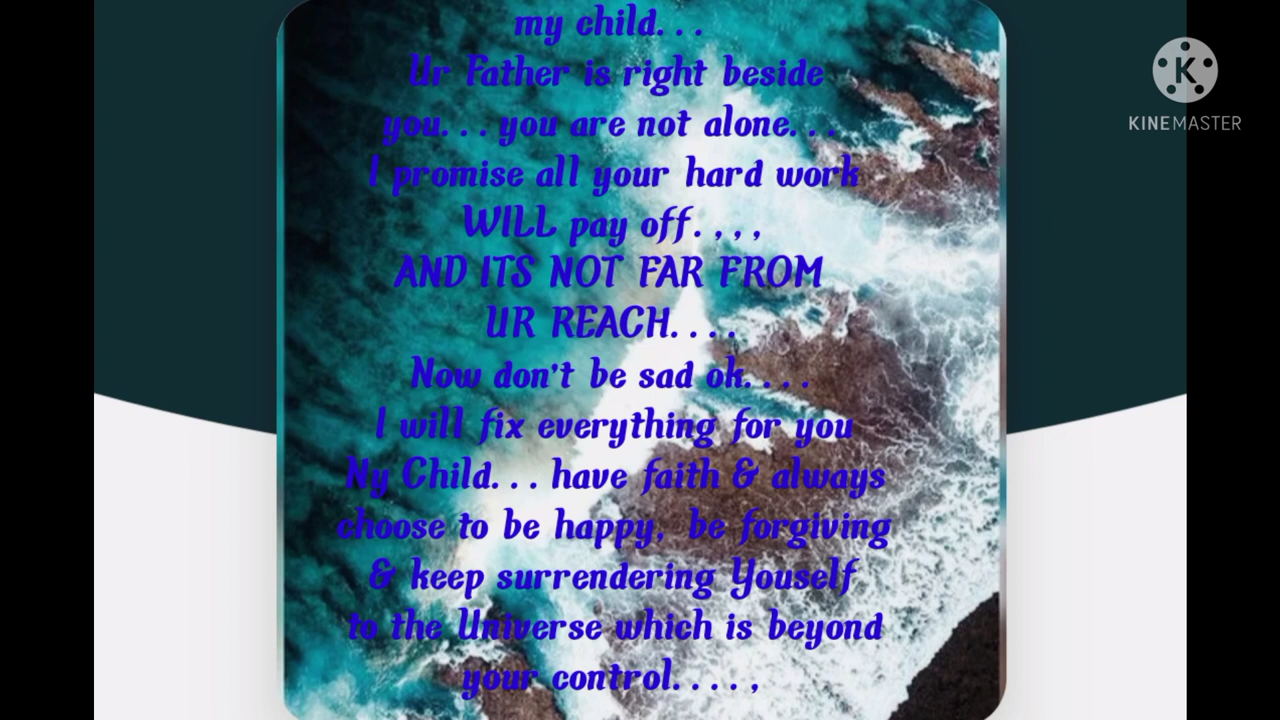 my child. . .
Ur Father is right beside
you. . . you are not alone. . .
I promise all your hard work
WILL pay off. , , ,
AND ITS NOT FAR FROM
UR REACH. . . .
Now don't be sad ok. . . .
I will fix everything for you
Ny Child. . . have faith & always
choose to be happy, be forgiving
& keep surrendering Youself
to the Universe which is beyond
your control. . . . ,
K
KINEMASTER